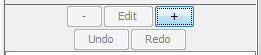 - Edit +
Undo Redo